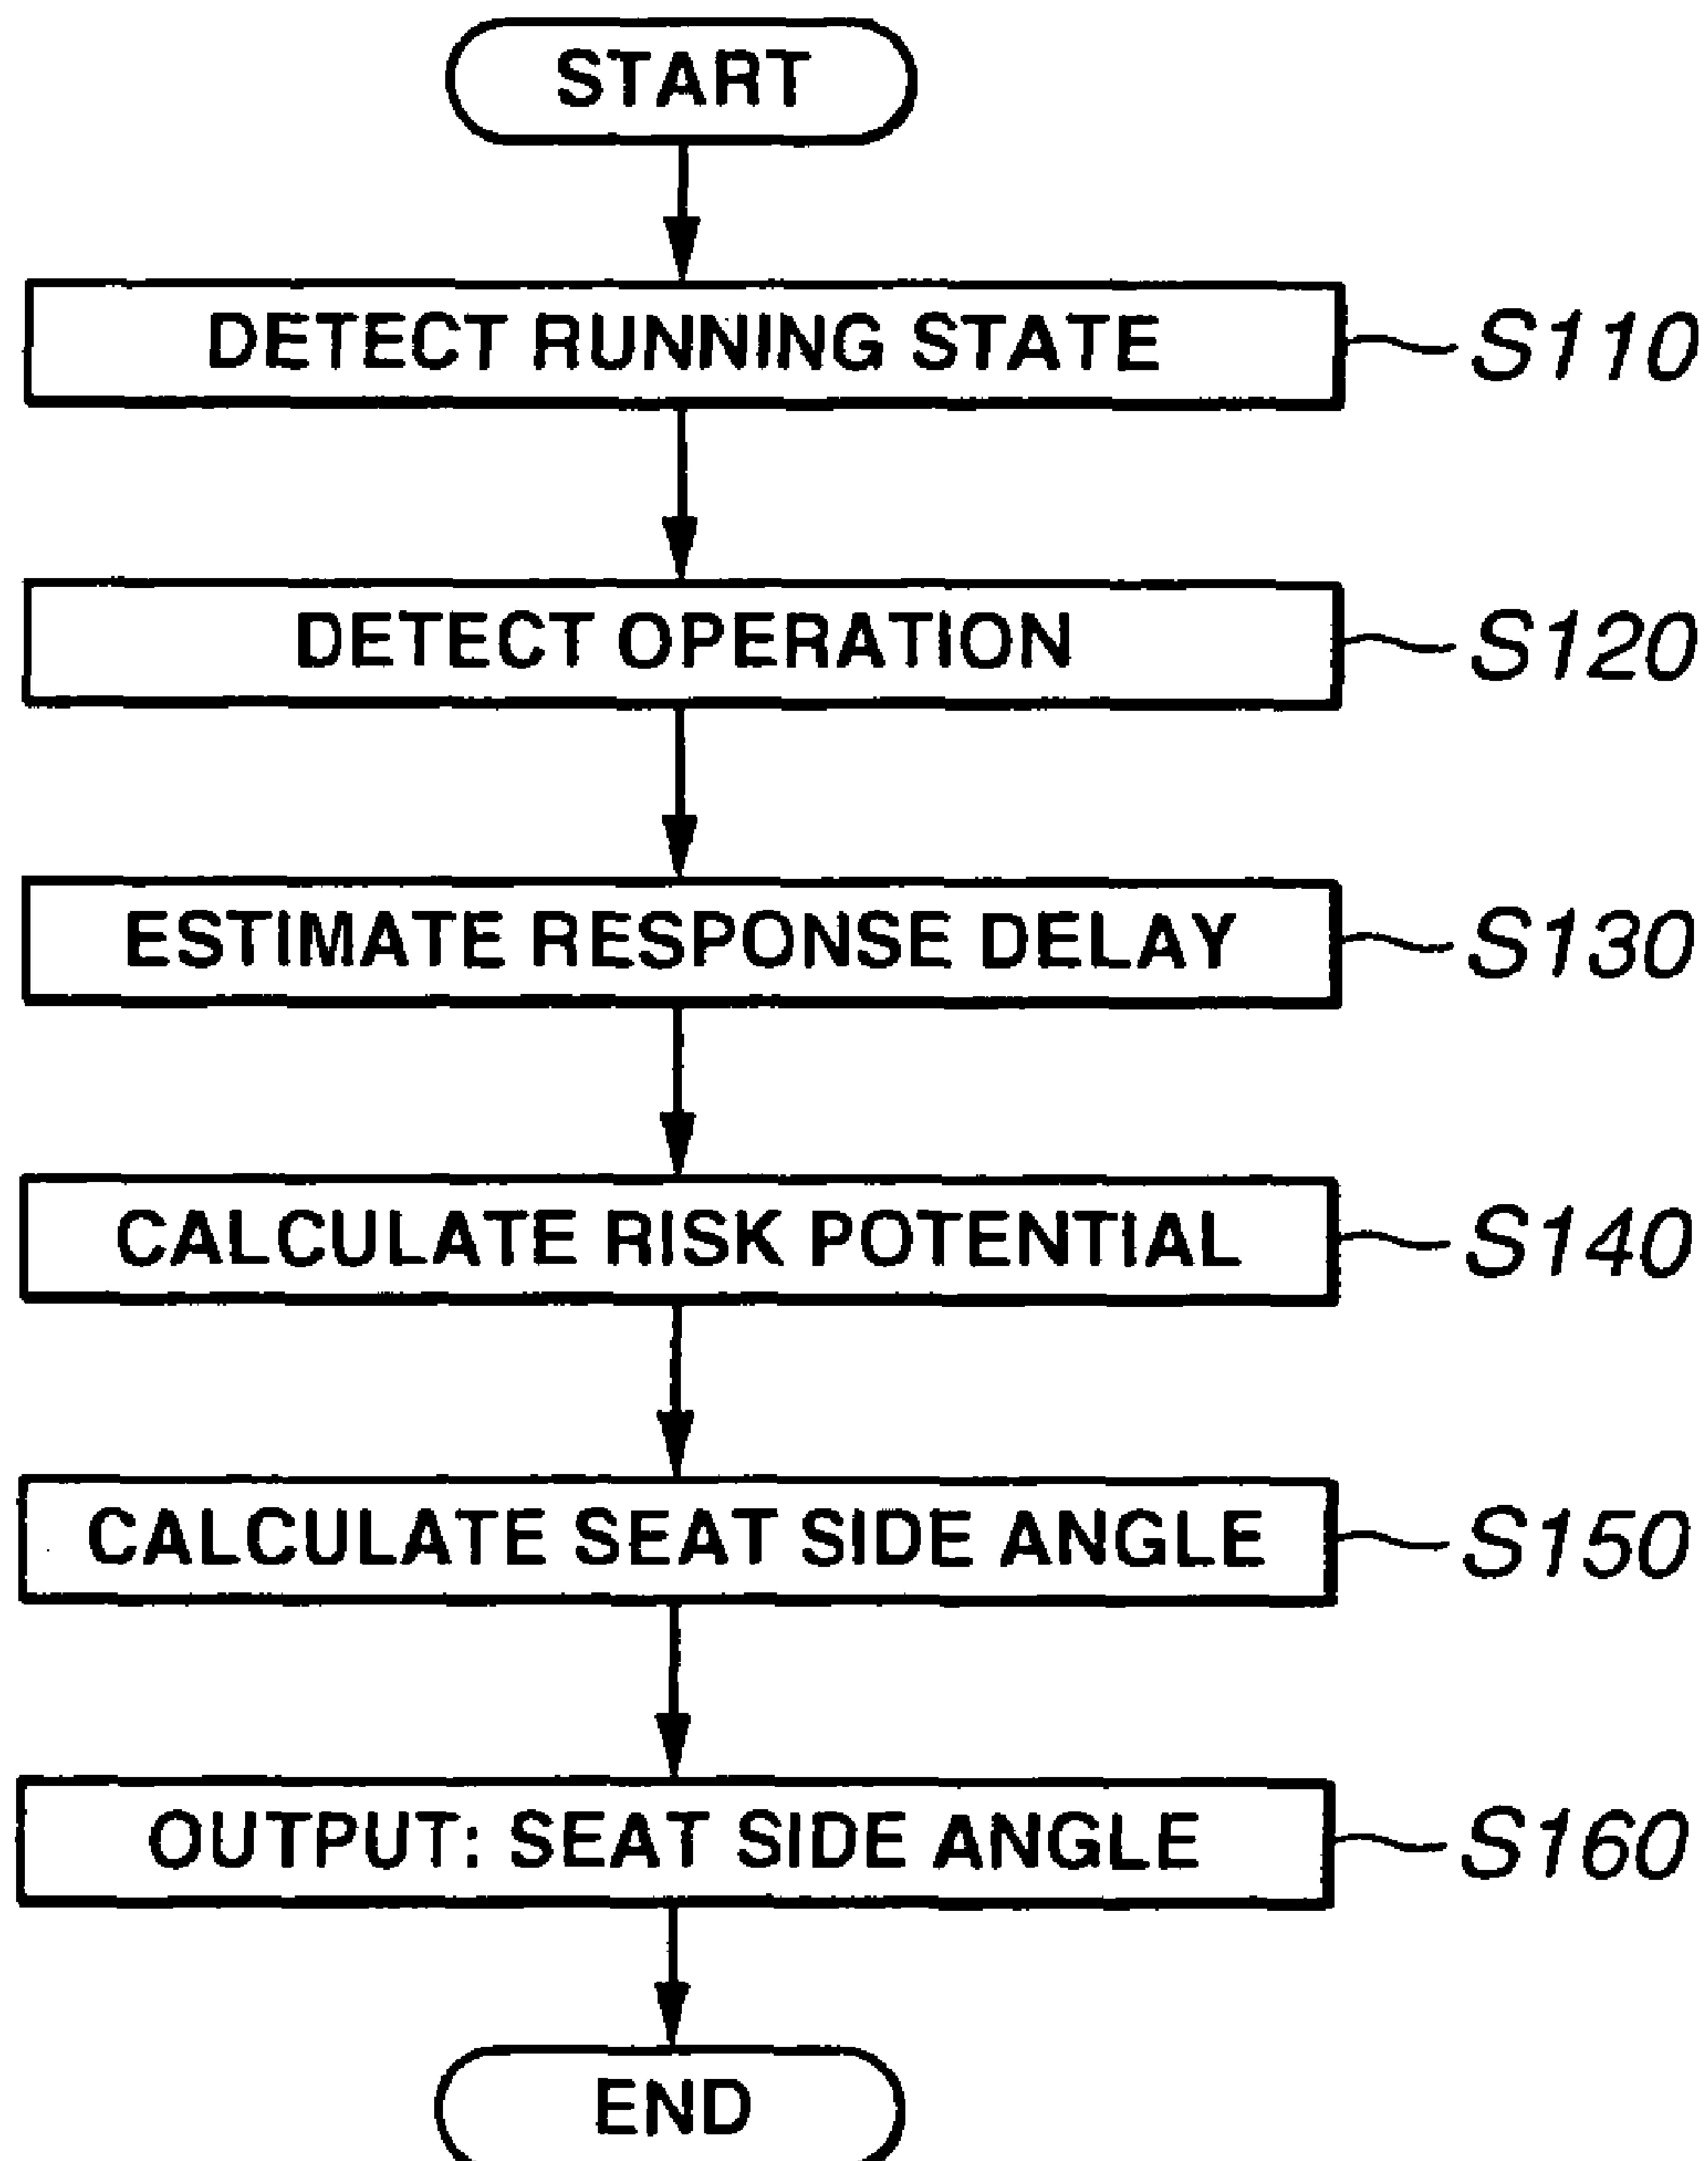 START
DETECT RUNNING STATE
S110
DETECT OPERATION
S120
ESTIMATE RESPONSE DELAY
S130
CALCULATE RISK POTENTIAL
S140
CALCULATE SEAT SIDE ANGLE
S150
OUTPUT: SEAT SIDE ANGLE
S160
END